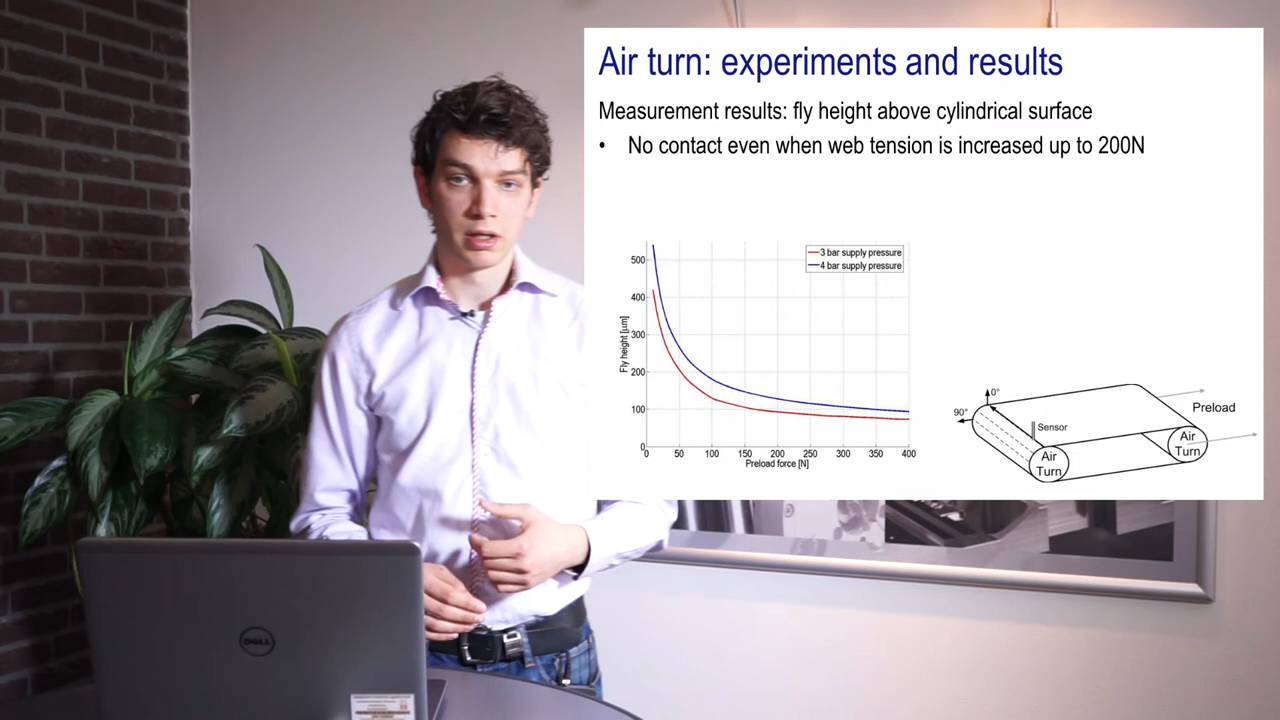 Air turn: experiments and results
Measurement results: fly height above cylindrical surface
• No contact even when web tension is increased up to 200N
3 bar supply pressure
4 bar supply pressure
500
400
300
200
100
0
Fly height [µm]
0 50 100 150 200 250 300 350 400
Preload force [N]
0°
90°
Sensor
Preload
Air
Turn
Air
Turn
DELL